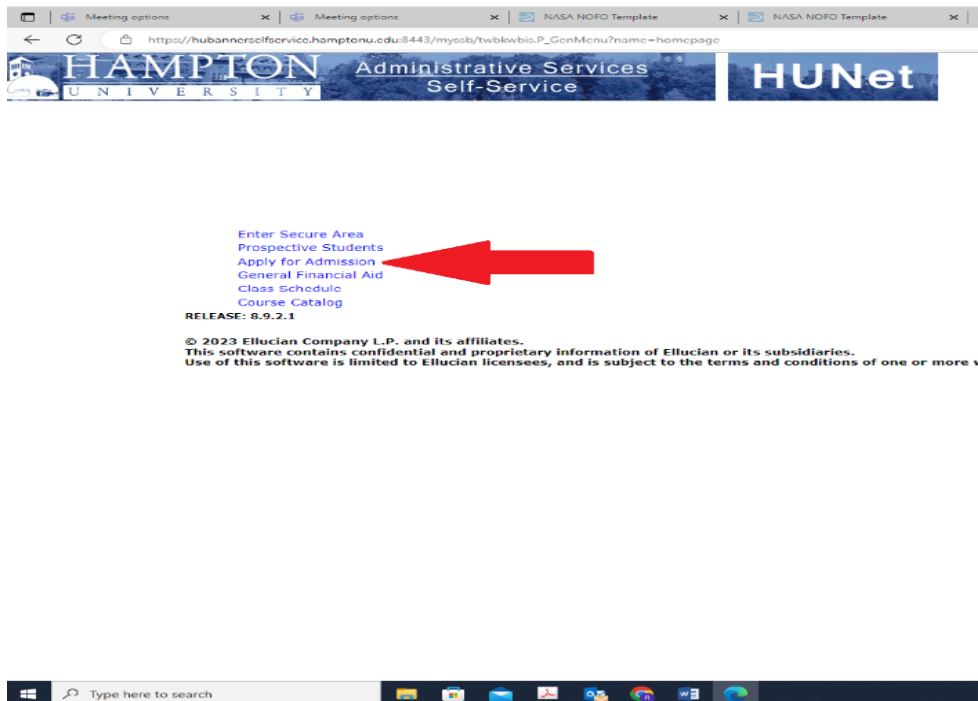 Meeting options
Meeting options
NASA NOFO Template
NASA NOFO Template
https://hubannerselfservice.hamptonu.edu:8443/myssb/twbkwbis.P_GenMenu?name=homepage
HAMPTON
UNIVERSITY
Administrative Services
Self-Service
HUNet
Enter Secure Area
Prospective Students
Apply for Admission
General Financial Aid
Class Schedule
Course Catalog
RELEASE: 8.9.2.1
© 2023 Ellucian Company L.P. and its affiliates.
This software contains confidential and proprietary information of Ellucian or its subsidiaries.
Use of this software is limited to Ellucian licensees, and is subject to the terms and conditions of one or more
Type here to search